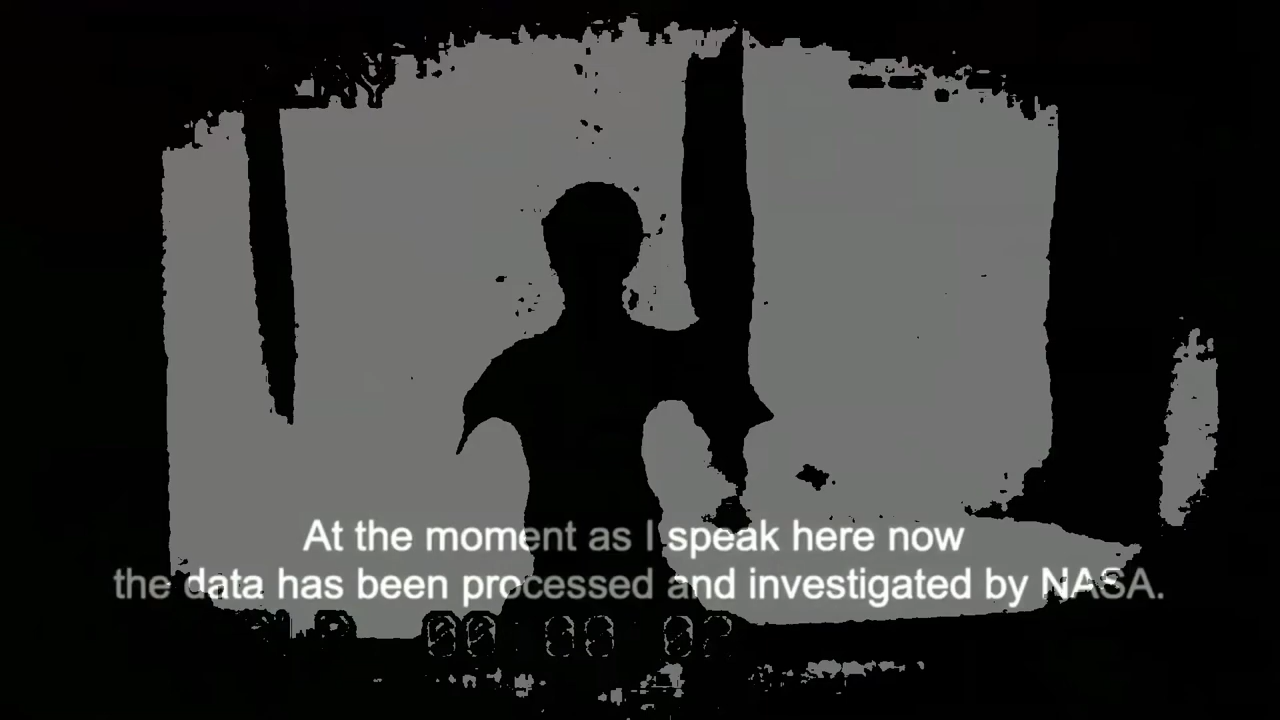 At the moment as I speak here now
the data has been processed and investigated by NASA.